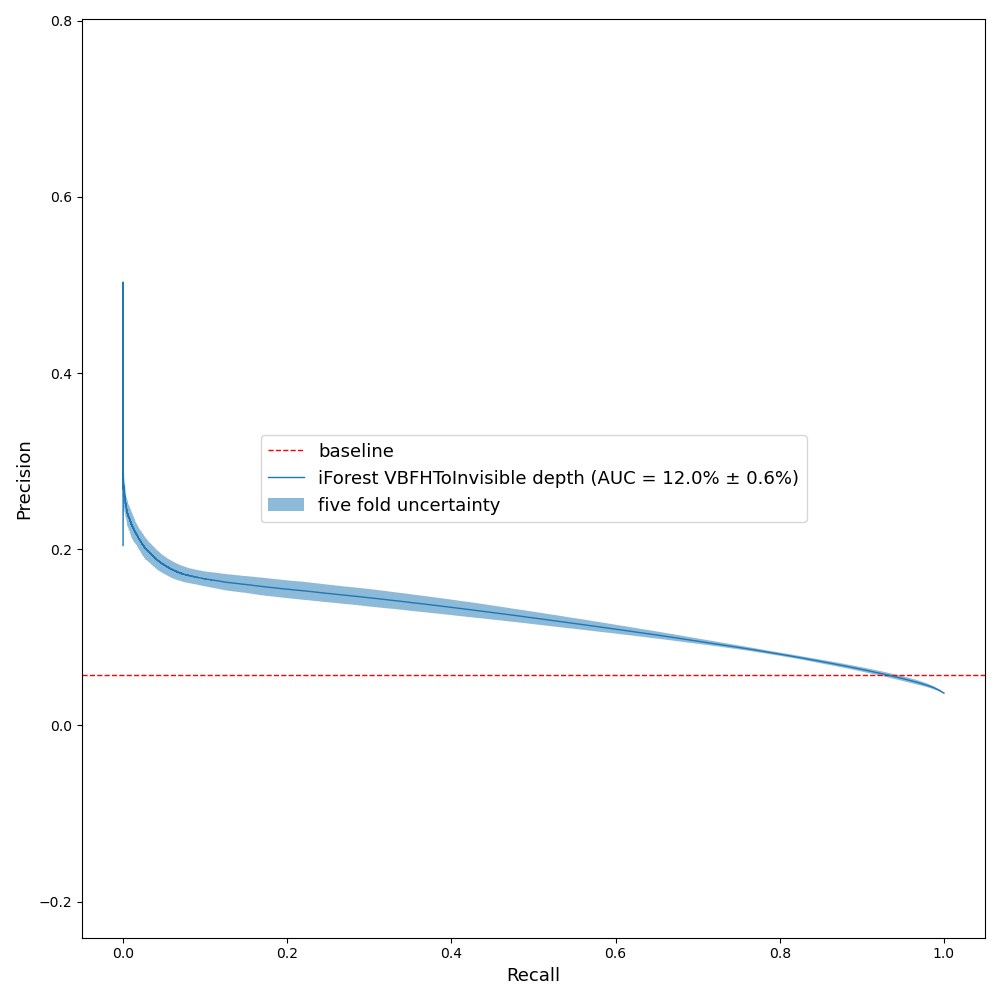 0.8
0.6
0.4
0.2
0.0
−0.2
Precision
baseline
iForest VBFHToInvisible depth (AUC = 12.0% ± 0.6%)
five fold uncertainty
0.0 0.2 0.4 0.6 0.8 1.0
Recall